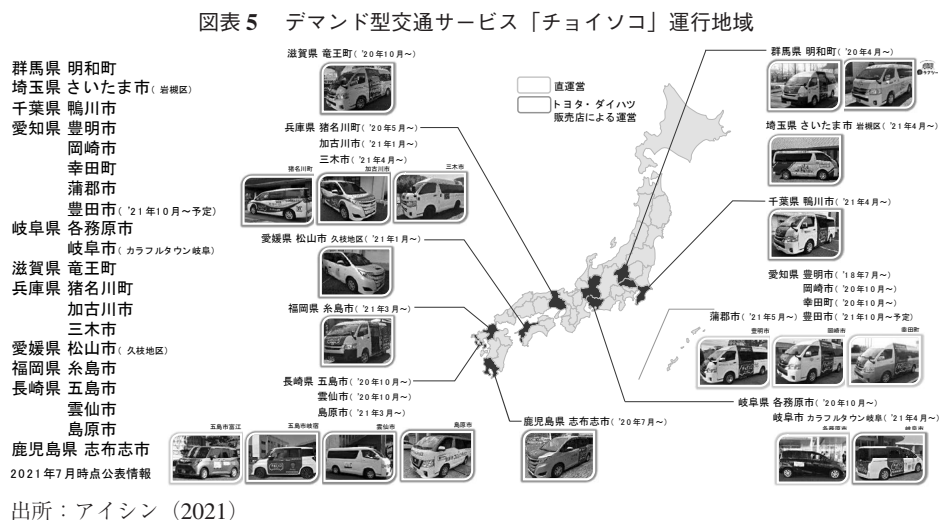 図表5 デマンド型交通サービス「チョイソコ」運行地域
群馬県 明和町
埼玉県 さいたま市( 岩槻区)
千葉県 鴨川市
愛知県 豊明市
岡崎市
幸田町
蒲郡市
豊田市( '21年10月〜予定)
岐阜県 各務原市
岐阜市( カラフルタウン岐阜)
滋賀県 竜王町
兵庫県 猪名川町
加古川市
三木市
愛媛県 松山市( 久枝地区)
福岡県 糸島市
長崎県 五島市
雲仙市
島原市
鹿児島県 志布志市
2021年7月時点公表情報
滋賀県 竜王町( '20年10月〜)
兵庫県 猪名川町( '20年5月〜)
加古川市( '21年1月〜)
三木市( '21年4月〜)
猪名川町
加古川市
三木市
愛媛県 松山市 久枝地区( '21年1月〜)
福岡県 糸島市( '21年3月〜)
長崎県 五島市( '20年10月〜)
雲仙市( '20年10月〜)
島原市( '21年3月〜)
五島市富江
五島市岐宿
雲仙市
島原市
直運営
トヨタ・ダイハツ
販売店による運営
鹿児島県 志布志市( '20年7月〜)
群馬県 明和町( '20年4月〜)
埼玉県 さいたま市 岩槻区( '21年4月〜)
千葉県 鴨川市( '21年4月〜)
愛知県 豊明市( '18年7月〜)
岡崎市( '20年10月〜)
幸田町( '20年10月〜)
蒲郡市( '21年5月〜) 豊田市( '21年10月〜予定)
豊明市
岡崎市
幸田町
岐阜県 各務原市( '20年10月〜)
岐阜市 カラフルタウン岐阜( '21年4月〜)
各務原市
岐阜市
出所：アイシン（2021）